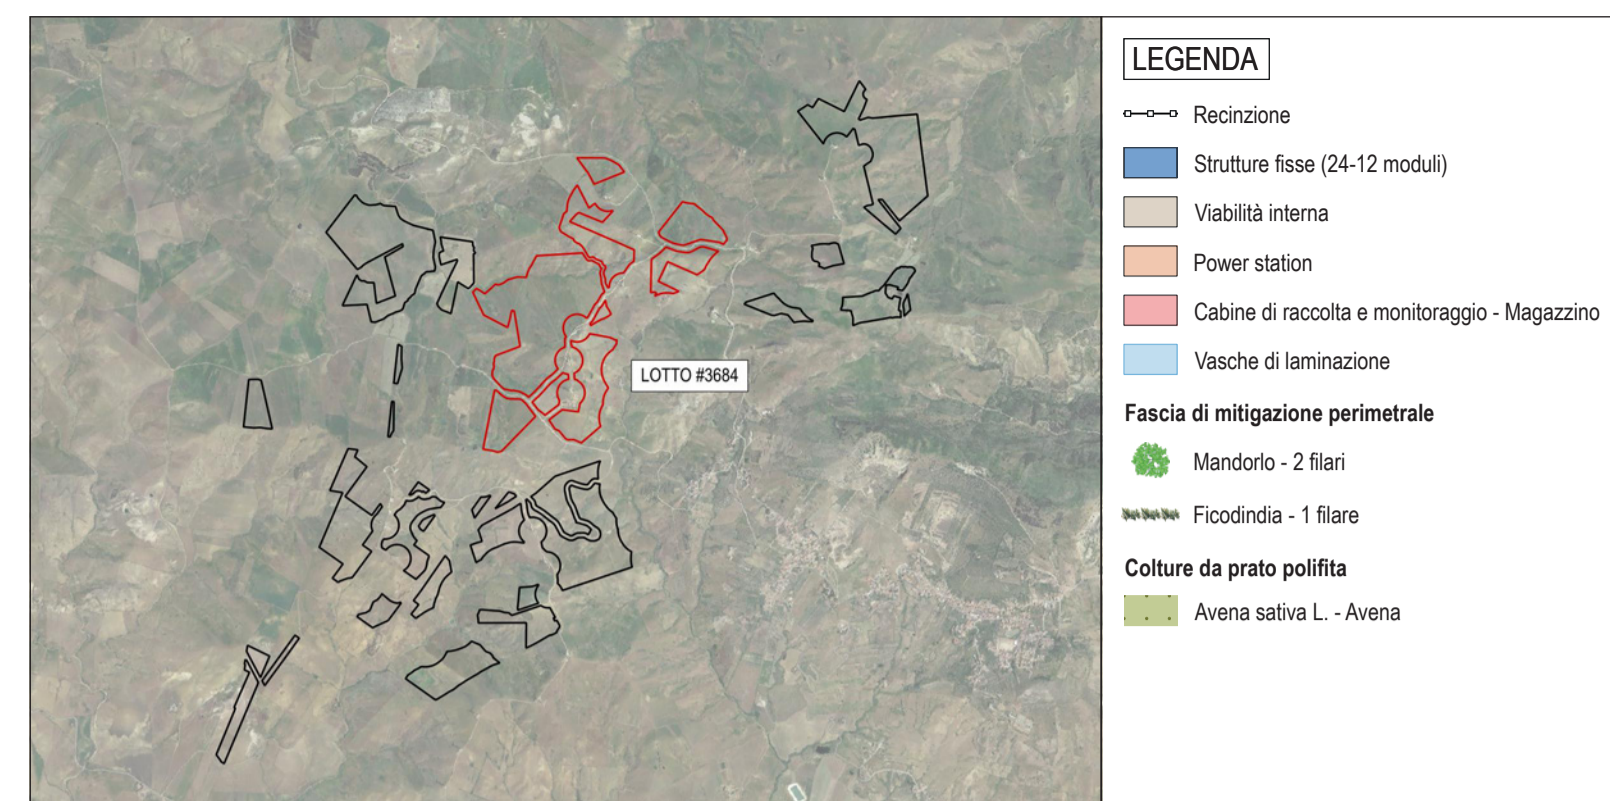 LOTTO #3684
LEGENDA
Recinzione
Strutture fisse (24-12 moduli)
Viabilità interna
Power station
Cabine di raccolta e monitoraggio - Magazzino
Vasche di laminazione
Fascia di mitigazione perimetrale
Mandorlo - 2 filari
Ficodindia - 1 filare
Colture da prato polifita
Avena sativa L. - Avena